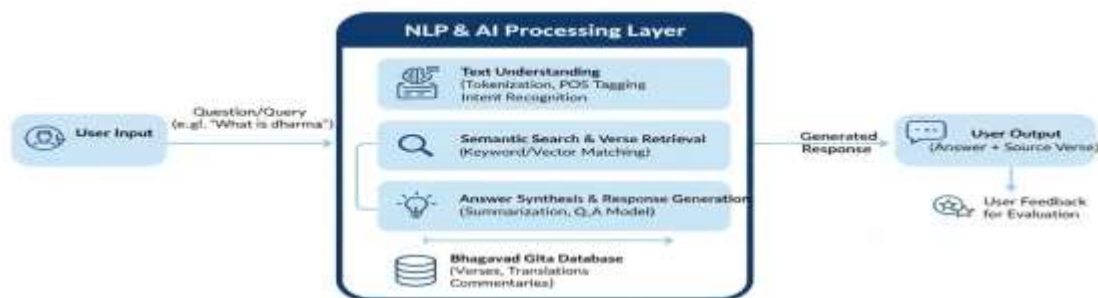 NLP & AI Processing Layer
Text Understanding
(Tokenization, POS Tagging
Intent Recognition
Question/Query
(e.gl. "What is dharma")
User Input
Semantic Search & Verse Retrieval
(Keyword/Vector Matching)
Generated
Response
User Output
(Answer + Source Verse)
Answer Synthesis & Response Generation
(Summarization, Q,A Model)
User Feedback
for Evaluation
Bhagavad Gita Database
(Verses, Translations
Commentaries)